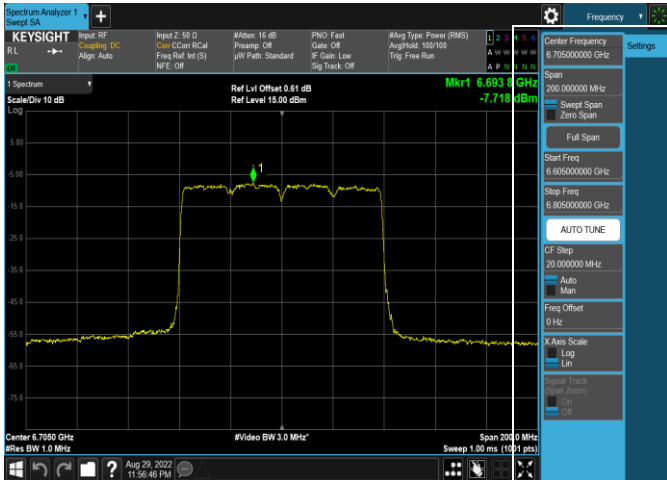 Spectrum Analyzer 1
Swept SA
Frequency
KEYSIGHT
RL
Input: RF
Coupling: DC
Align: Auto
Input Z: 50 Ω
Corr CCorr RCal
Freq Ref: Int (S)
NFE: Off
#Atten: 16 dB
Preamp: Off
µW Path: Standard
PNO: Fast
Gate: Off
IF Gain: Low
Sig Track: Off
#Avg Type: Power (RMS)
Avg|Hold: 100/100
Trig: Free Run
1 2 3 4 5 6
A W W W W W
A P N N N N
1 Spectrum
Scale/Div 10 dB
Log
Ref Lvl Offset 0.61 dB
Ref Level 15.00 dBm
Mkr1 6.693 8 GHz
-7.718 dBm
5.00
-5.00
-15.0
-25.0
-35.0
-45.0
-55.0
-65.0
-75.0
1
Center 6.7050 GHz
#Res BW 1.0 MHz
#Video BW 3.0 MHz*
Span 200.0 MHz
Sweep 1.00 ms (1001 pts)
Aug 29, 2022
11:56:46 PM
Center Frequency
6.705000000 GHz
Settings
Span
200.000000 MHz
Swept Span
Zero Span
Full Span
Start Freq
6.605000000 GHz
Stop Freq
6.805000000 GHz
AUTO TUNE
CF Step
20.000000 MHz
Auto
Man
Freq Offset
0 Hz
X Axis Scale
Log
Lin
Signal Track
(Span Zoom)
On
Off